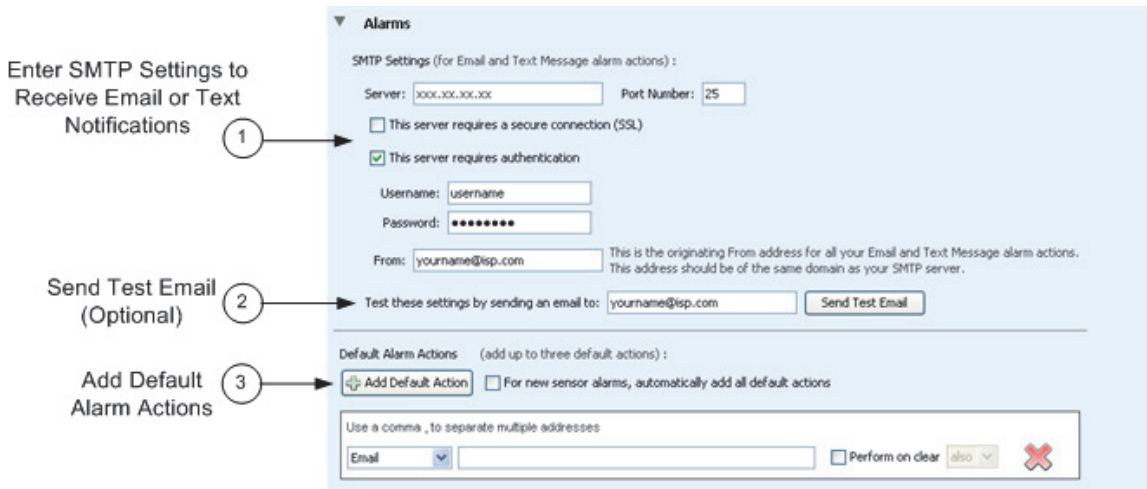 Alarms
SMTP Settings (for Email and Text Message alarm actions) :
Enter SMTP Settings to
Receive Email or Text
Notifications
1
Server: xxx.xx.xx.xx Port Number: 25
This server requires a secure connection (SSL)
This server requires authentication
Username: username
Password: ●●●●●●●●
From: yourname@isp.com
This is the originating From address for all your Email and Text Message alarm actions.
This address should be of the same domain as your SMTP server.
Send Test Email
(Optional)
2
Test these settings by sending an email to: yourname@isp.com Send Test Email
Default Alarm Actions (add up to three default actions) :
Add Default
Alarm Actions
3
Add Default Action For new sensor alarms, automatically add all default actions
Use a comma , to separate multiple addresses
Email Perform on clear also